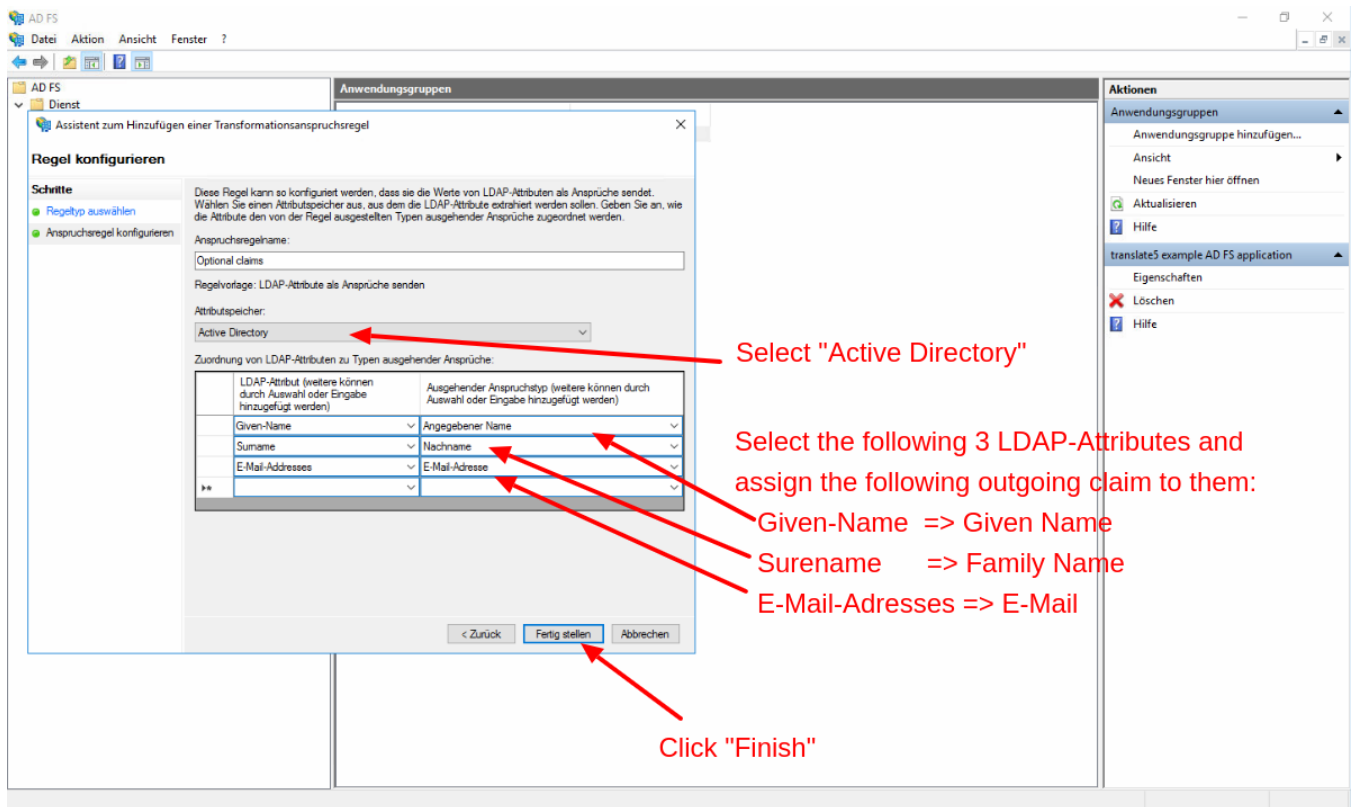 AD FS
Datei Aktion Ansicht Fenster ?
AD FS
Dienst
Anwendungsgruppen
Assistent zum Hinzufügen einer Transformationsanspruchsregel
Regel konfigurieren
Schritte
Regeltyp auswählen
Anspruchsregel konfigurieren
Diese Regel kann so konfiguriert werden, dass sie die Werte von LDAP-Attributen als Ansprüche sendet.
Wählen Sie einen Attributspeicher aus, aus dem die LDAP-Attribute extrahiert werden sollen. Geben Sie an, wie
die Attribute den von der Regel ausgestellten Typen ausgehender Ansprüche zugeordnet werden.
Anspruchsregelname:
Optional claims
Regelvorlage: LDAP-Attribute als Ansprüche senden
Attributspeicher:
Active Directory
Zuordnung von LDAP-Attributen zu Typen ausgehender Ansprüche:
LDAP-Attribut (weitere können
durch Auswahl oder Eingabe
hinzugefügt werden)
Ausgehender Anspruchstyp (weitere können durch
Auswahl oder Eingabe hinzugefügt werden)
Given-Name Angegebener Name
Surname Nachname
E-Mail-Addresses E-Mail-Adresse
< Zurück Fertig stellen Abbrechen
Select "Active Directory"
Select the following 3 LDAP-Attributes and
assign the following outgoing claim to them:
Given-Name => Given Name
Surename => Family Name
E-Mail-Adresses => E-Mail
Click "Finish"
Aktionen
Anwendungsgruppen
Anwendungsgruppe hinzufügen...
Ansicht
Neues Fenster hier öffnen
Aktualisieren
Hilfe
translate5 example AD FS application
Eigenschaften
Löschen
Hilfe